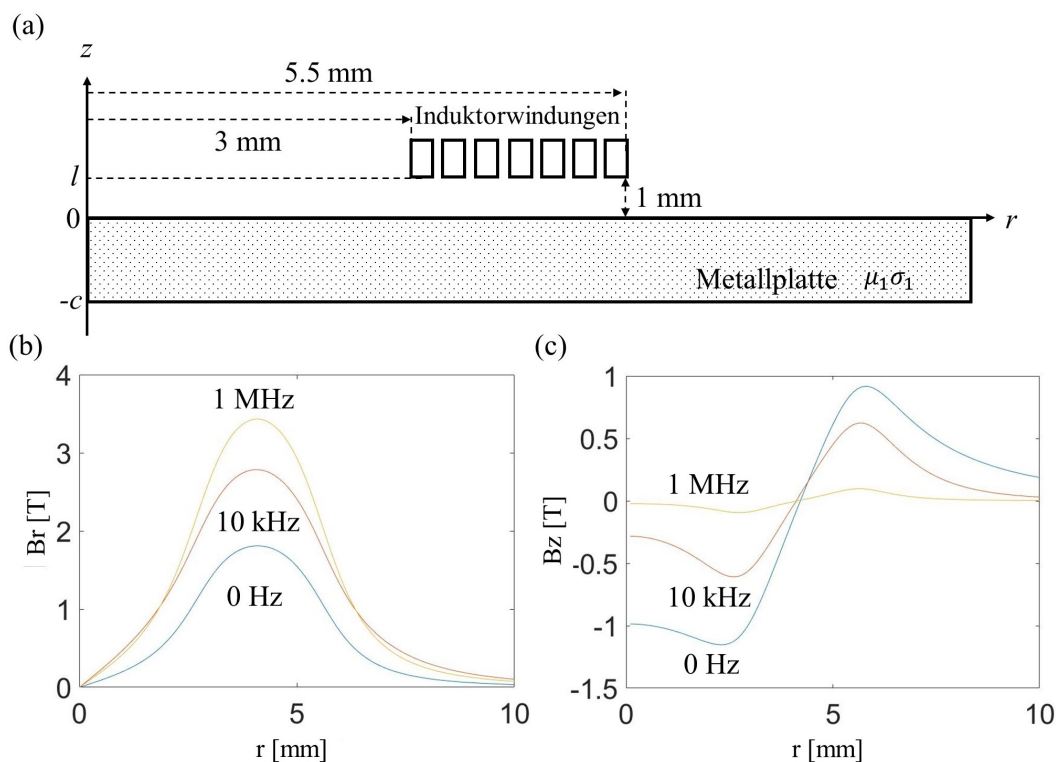 (a)
z
5.5 mm
Induktorwindungen
3 mm
l
1 mm
0
r
Metallplatte μ₁σ₁
-c
(b)
4
3
2
1
0
Br [T]
1 MHz
10 kHz
0 Hz
0
5
10
r [mm]
(c)
1
0.5
0
-0.5
-1
-1.5
Bz [T]
1 MHz
10 kHz
0 Hz
0
5
10
r [mm]